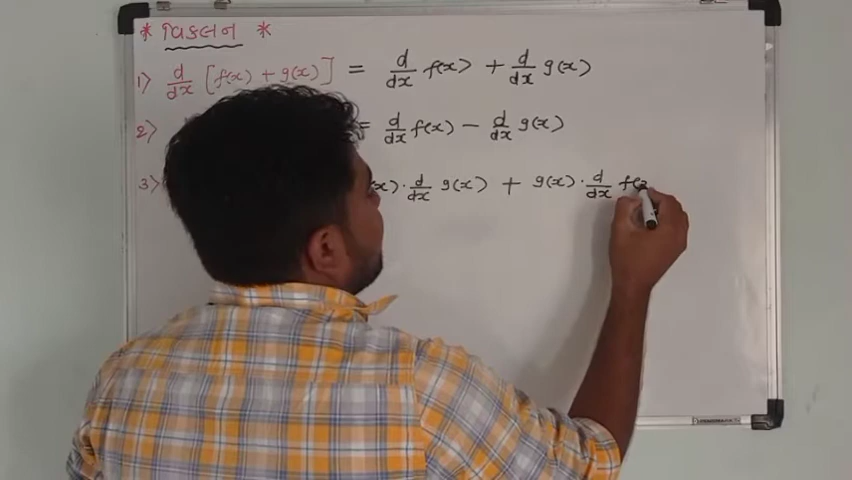 * વિકલન *
1) d/dx [f(x) + g(x)] = d/dx f(x) + d/dx g(x)
2) = d/dx f(x) - d/dx g(x)
3) (x) · d/dx g(x) + g(x) · d/dx f(x